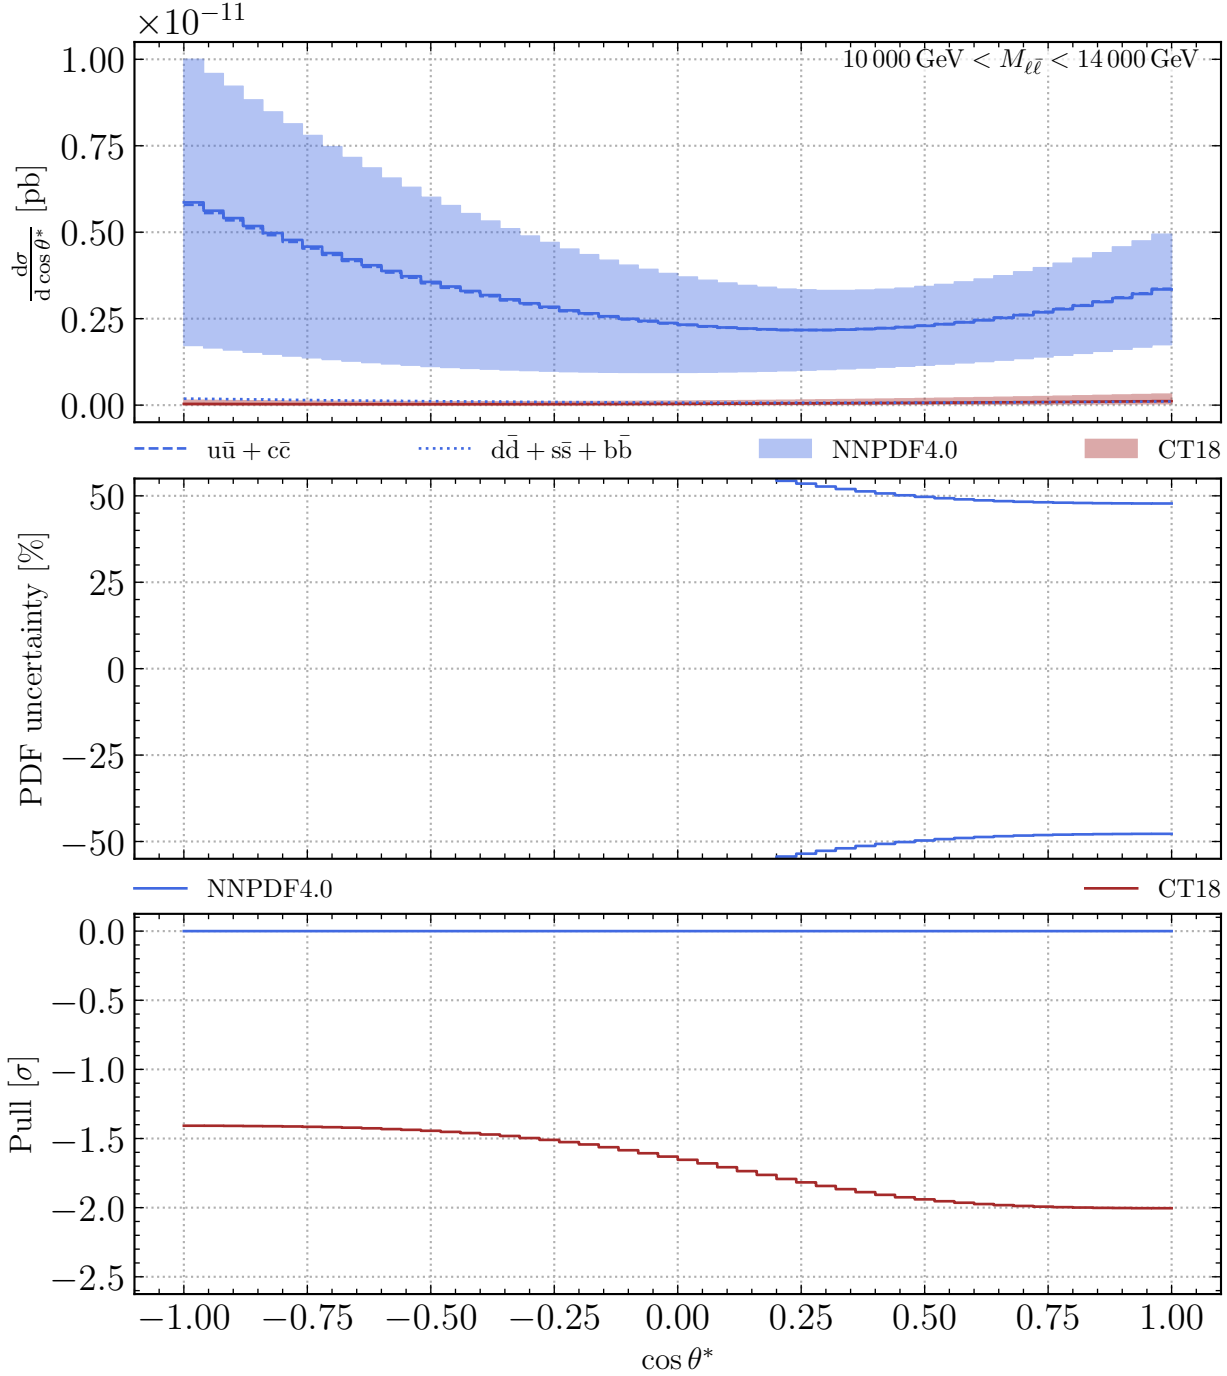 ×10⁻¹¹
10 000 GeV < M_{ℓℓ̄} < 14 000 GeV
1.00
0.75
0.50
0.25
0.00
dσ/d cos θ* [pb]
uū + cc̄
dd̄ + ss̄ + bb̄
NNPDF4.0
CT18
50
25
0
−25
−50
PDF uncertainty [%]
NNPDF4.0
CT18
0.0
−0.5
−1.0
−1.5
−2.0
−2.5
Pull [σ]
−1.00 −0.75 −0.50 −0.25 0.00 0.25 0.50 0.75 1.00
cos θ*